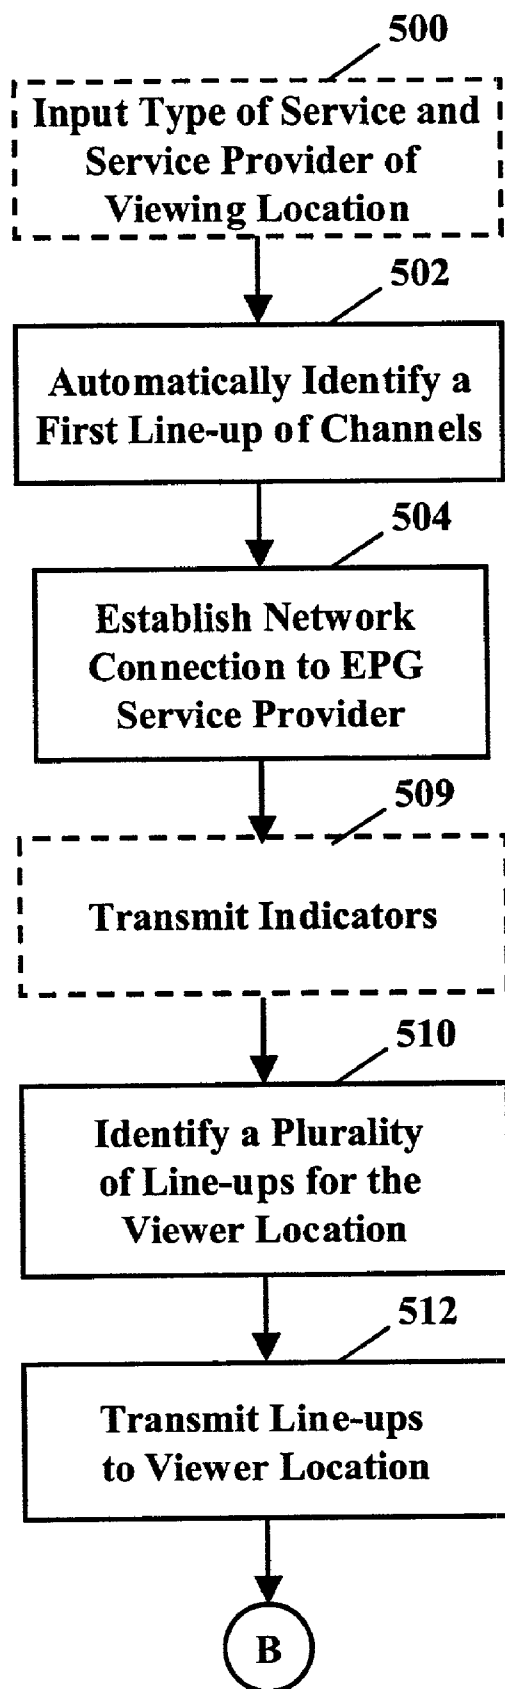 500
Input Type of Service and
Service Provider of
Viewing Location
502
Automatically Identify a
First Line-up of Channels
504
Establish Network
Connection to EPG
Service Provider
509
Transmit Indicators
510
Identify a Plurality
of Line-ups for the
Viewer Location
512
Transmit Line-ups
to Viewer Location
B